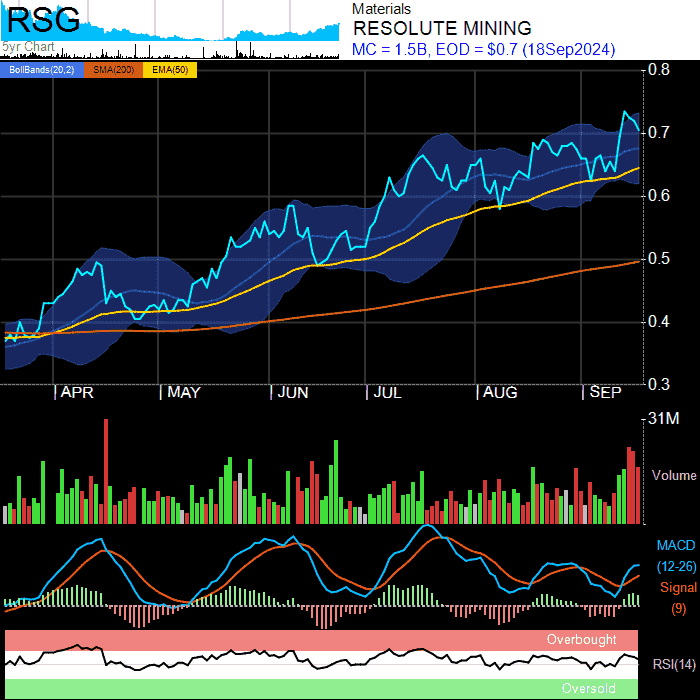 RSG
5yr Chart
Materials
RESOLUTE MINING
MC = 1.5B, EOD = $0.7 (18Sep2024)
BollBands(20,2) SMA(200) EMA(50)
0.8
0.7
0.6
0.5
0.4
0.3
APR MAY JUN JUL AUG SEP
31M
Volume
MACD
(12-26)
Signal
(9)
Overbought
RSI(14)
Oversold